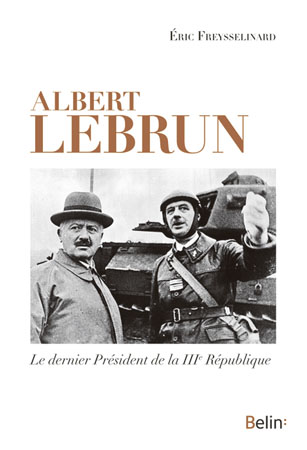 ÉRIC FREYSSELINARD
ALBERT
LEBRUN
Le dernier Président de la IIIe République
Belin: